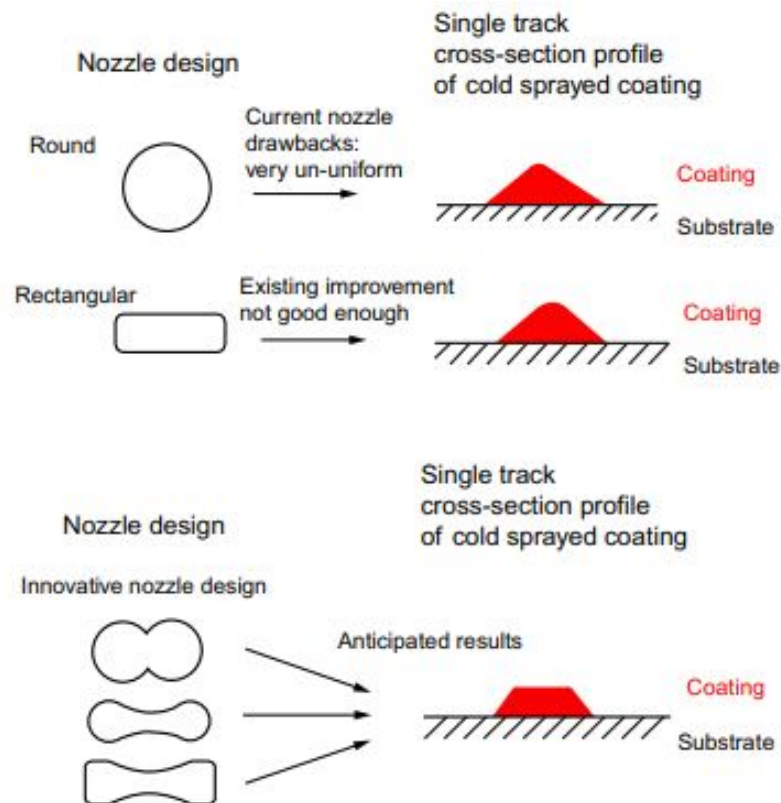 Nozzle design
Single track
cross-section profile
of cold sprayed coating
Round
Current nozzle
drawbacks:
very un-uniform
Coating
Substrate
Rectangular
Existing improvement
not good enough
Coating
Substrate
Nozzle design
Single track
cross-section profile
of cold sprayed coating
Innovative nozzle design
Anticipated results
Coating
Substrate